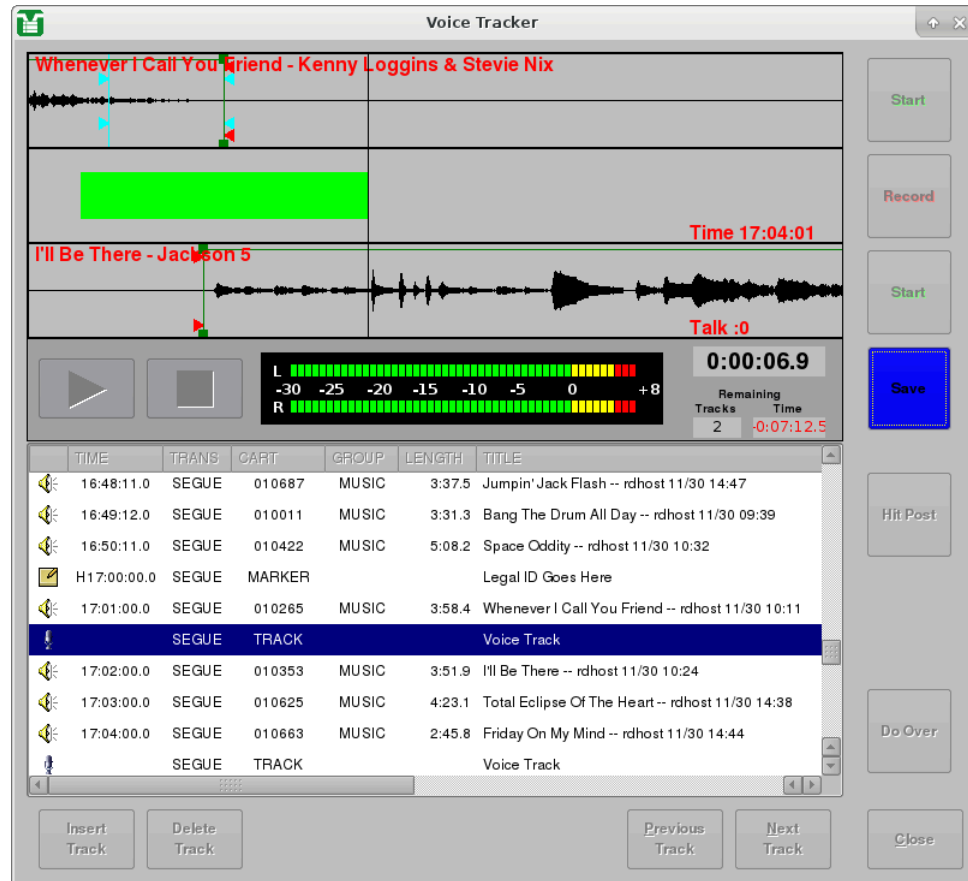 Voice Tracker
Whenever I Call You Friend - Kenny Loggins & Stevie Nix
Start
Record
Time 17:04:01
I'll Be There - Jackson 5
Start
Talk :0
L
-30 -25 -20 -15 -10 -5 0 +8
R
0:00:06.9
Remaining
Tracks Time
2 -0:07:12.5
Save
TIME TRANS CART GROUP LENGTH TITLE
16:48:11.0 SEGUE 010687 MUSIC 3:37.5 Jumpin' Jack Flash -- rdhost 11/30 14:47
16:49:12.0 SEGUE 010011 MUSIC 3:31.3 Bang The Drum All Day -- rdhost 11/30 09:39
16:50:11.0 SEGUE 010422 MUSIC 5:08.2 Space Oddity -- rdhost 11/30 10:32
H17:00:00.0 SEGUE MARKER Legal ID Goes Here
17:01:00.0 SEGUE 010265 MUSIC 3:58.4 Whenever I Call You Friend -- rdhost 11/30 10:11
SEGUE TRACK Voice Track
17:02:00.0 SEGUE 010353 MUSIC 3:51.9 I'll Be There -- rdhost 11/30 10:24
17:03:00.0 SEGUE 010625 MUSIC 4:23.1 Total Eclipse Of The Heart -- rdhost 11/30 14:38
17:04:00.0 SEGUE 010663 MUSIC 2:45.8 Friday On My Mind -- rdhost 11/30 14:44
SEGUE TRACK Voice Track
Hit Post
Do Over
Insert
Track
Delete
Track
Previous
Track
Next
Track
Close